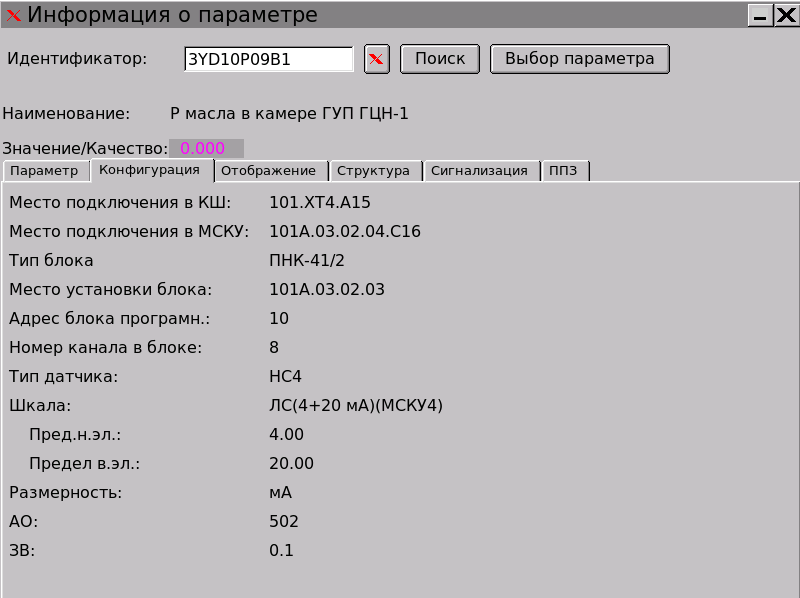 Информация о параметре
Идентификатор: 3YD10P09B1 Поиск Выбор параметра
Наименование: Р масла в камере ГУП ГЦН-1
Значение/Качество: 0.000
Параметр Конфигурация Отображение Структура Сигнализация ППЗ
Место подключения в КШ: 101.XT4.A15
Место подключения в МСКУ: 101А.03.02.04.С16
Тип блока ПНК-41/2
Место установки блока: 101А.03.02.03
Адрес блока програмн.: 10
Номер канала в блоке: 8
Тип датчика: НС4
Шкала: ЛС(4+20 мА)(МСКУ4)
Пред.н.эл.: 4.00
Предел в.эл.: 20.00
Размерность: мА
АО: 502
ЗВ: 0.1